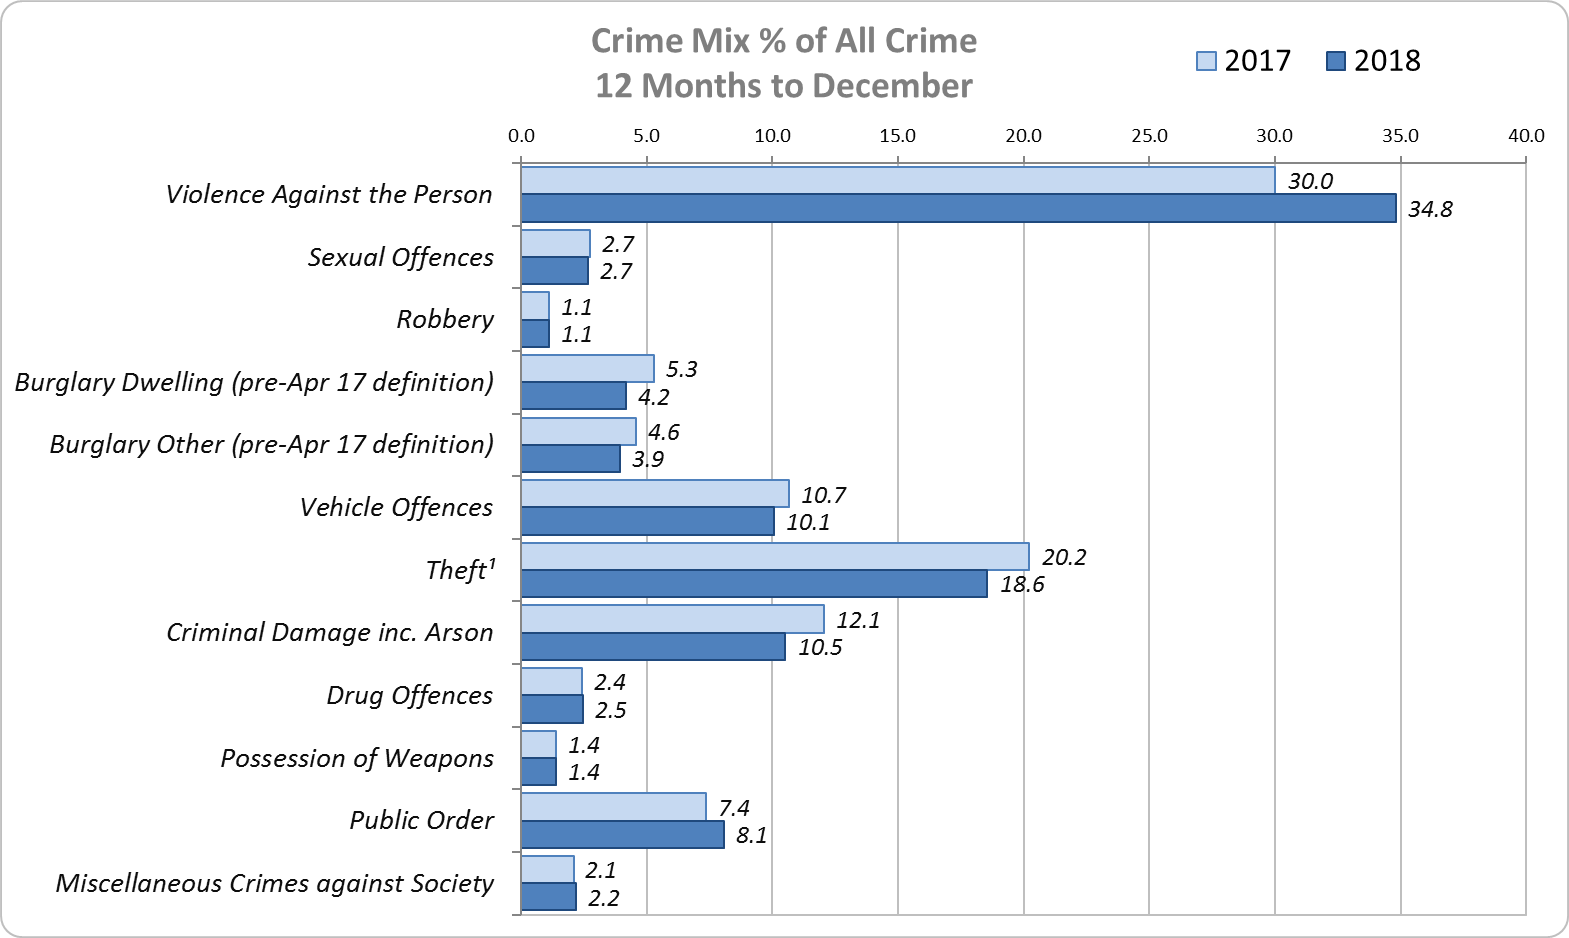 Crime Mix % of All Crime
12 Months to December
2017 2018
0.0 5.0 10.0 15.0 20.0 25.0 30.0 35.0 40.0
Violence Against the Person
30.0
34.8
Sexual Offences
2.7
2.7
Robbery
1.1
1.1
Burglary Dwelling (pre-Apr 17 definition)
5.3
4.2
Burglary Other (pre-Apr 17 definition)
4.6
3.9
Vehicle Offences
10.7
10.1
Theft¹
20.2
18.6
Criminal Damage inc. Arson
12.1
10.5
Drug Offences
2.4
2.5
Possession of Weapons
1.4
1.4
Public Order
7.4
8.1
Miscellaneous Crimes against Society
2.1
2.2